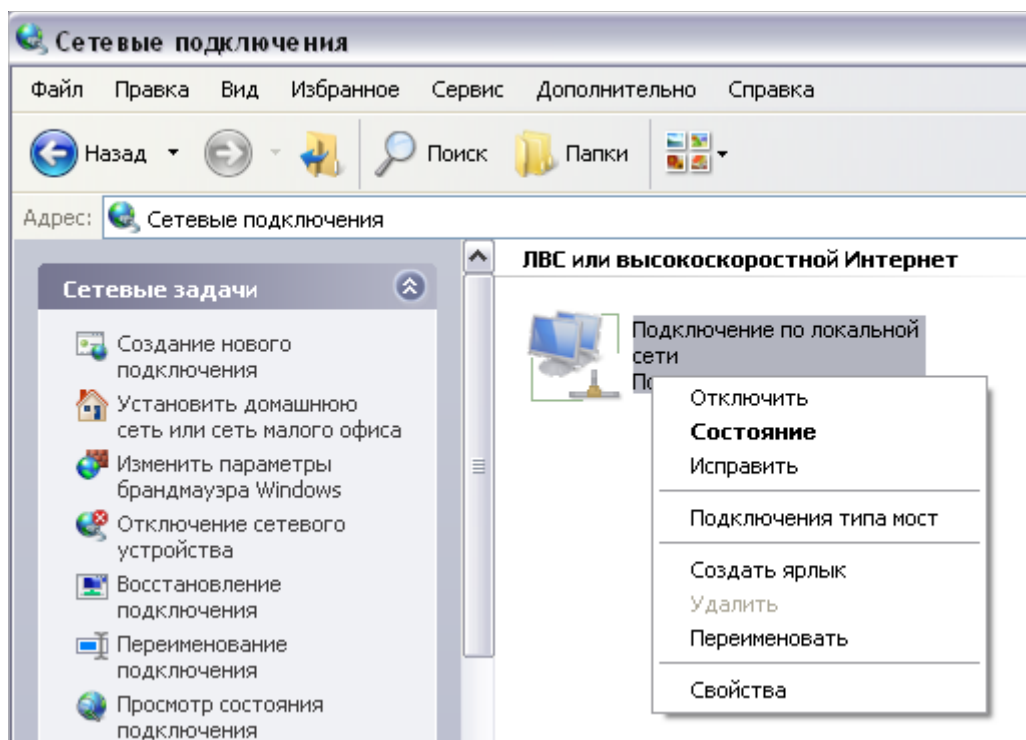 Сетевые подключения
Файл Правка Вид Избранное Сервис Дополнительно Справка
Назад Поиск Папки
Адрес: Сетевые подключения
Сетевые задачи
Создание нового
подключения
Установить домашнюю
сеть или сеть малого офиса
Изменить параметры
брандмауэра Windows
Отключение сетевого
устройства
Восстановление
подключения
Переименование
подключения
Просмотр состояния
подключения
ЛВС или высокоскоростной Интернет
Подключение по локальной
сети
Отключить
Состояние
Исправить
Подключения типа мост
Создать ярлык
Удалить
Переименовать
Свойства